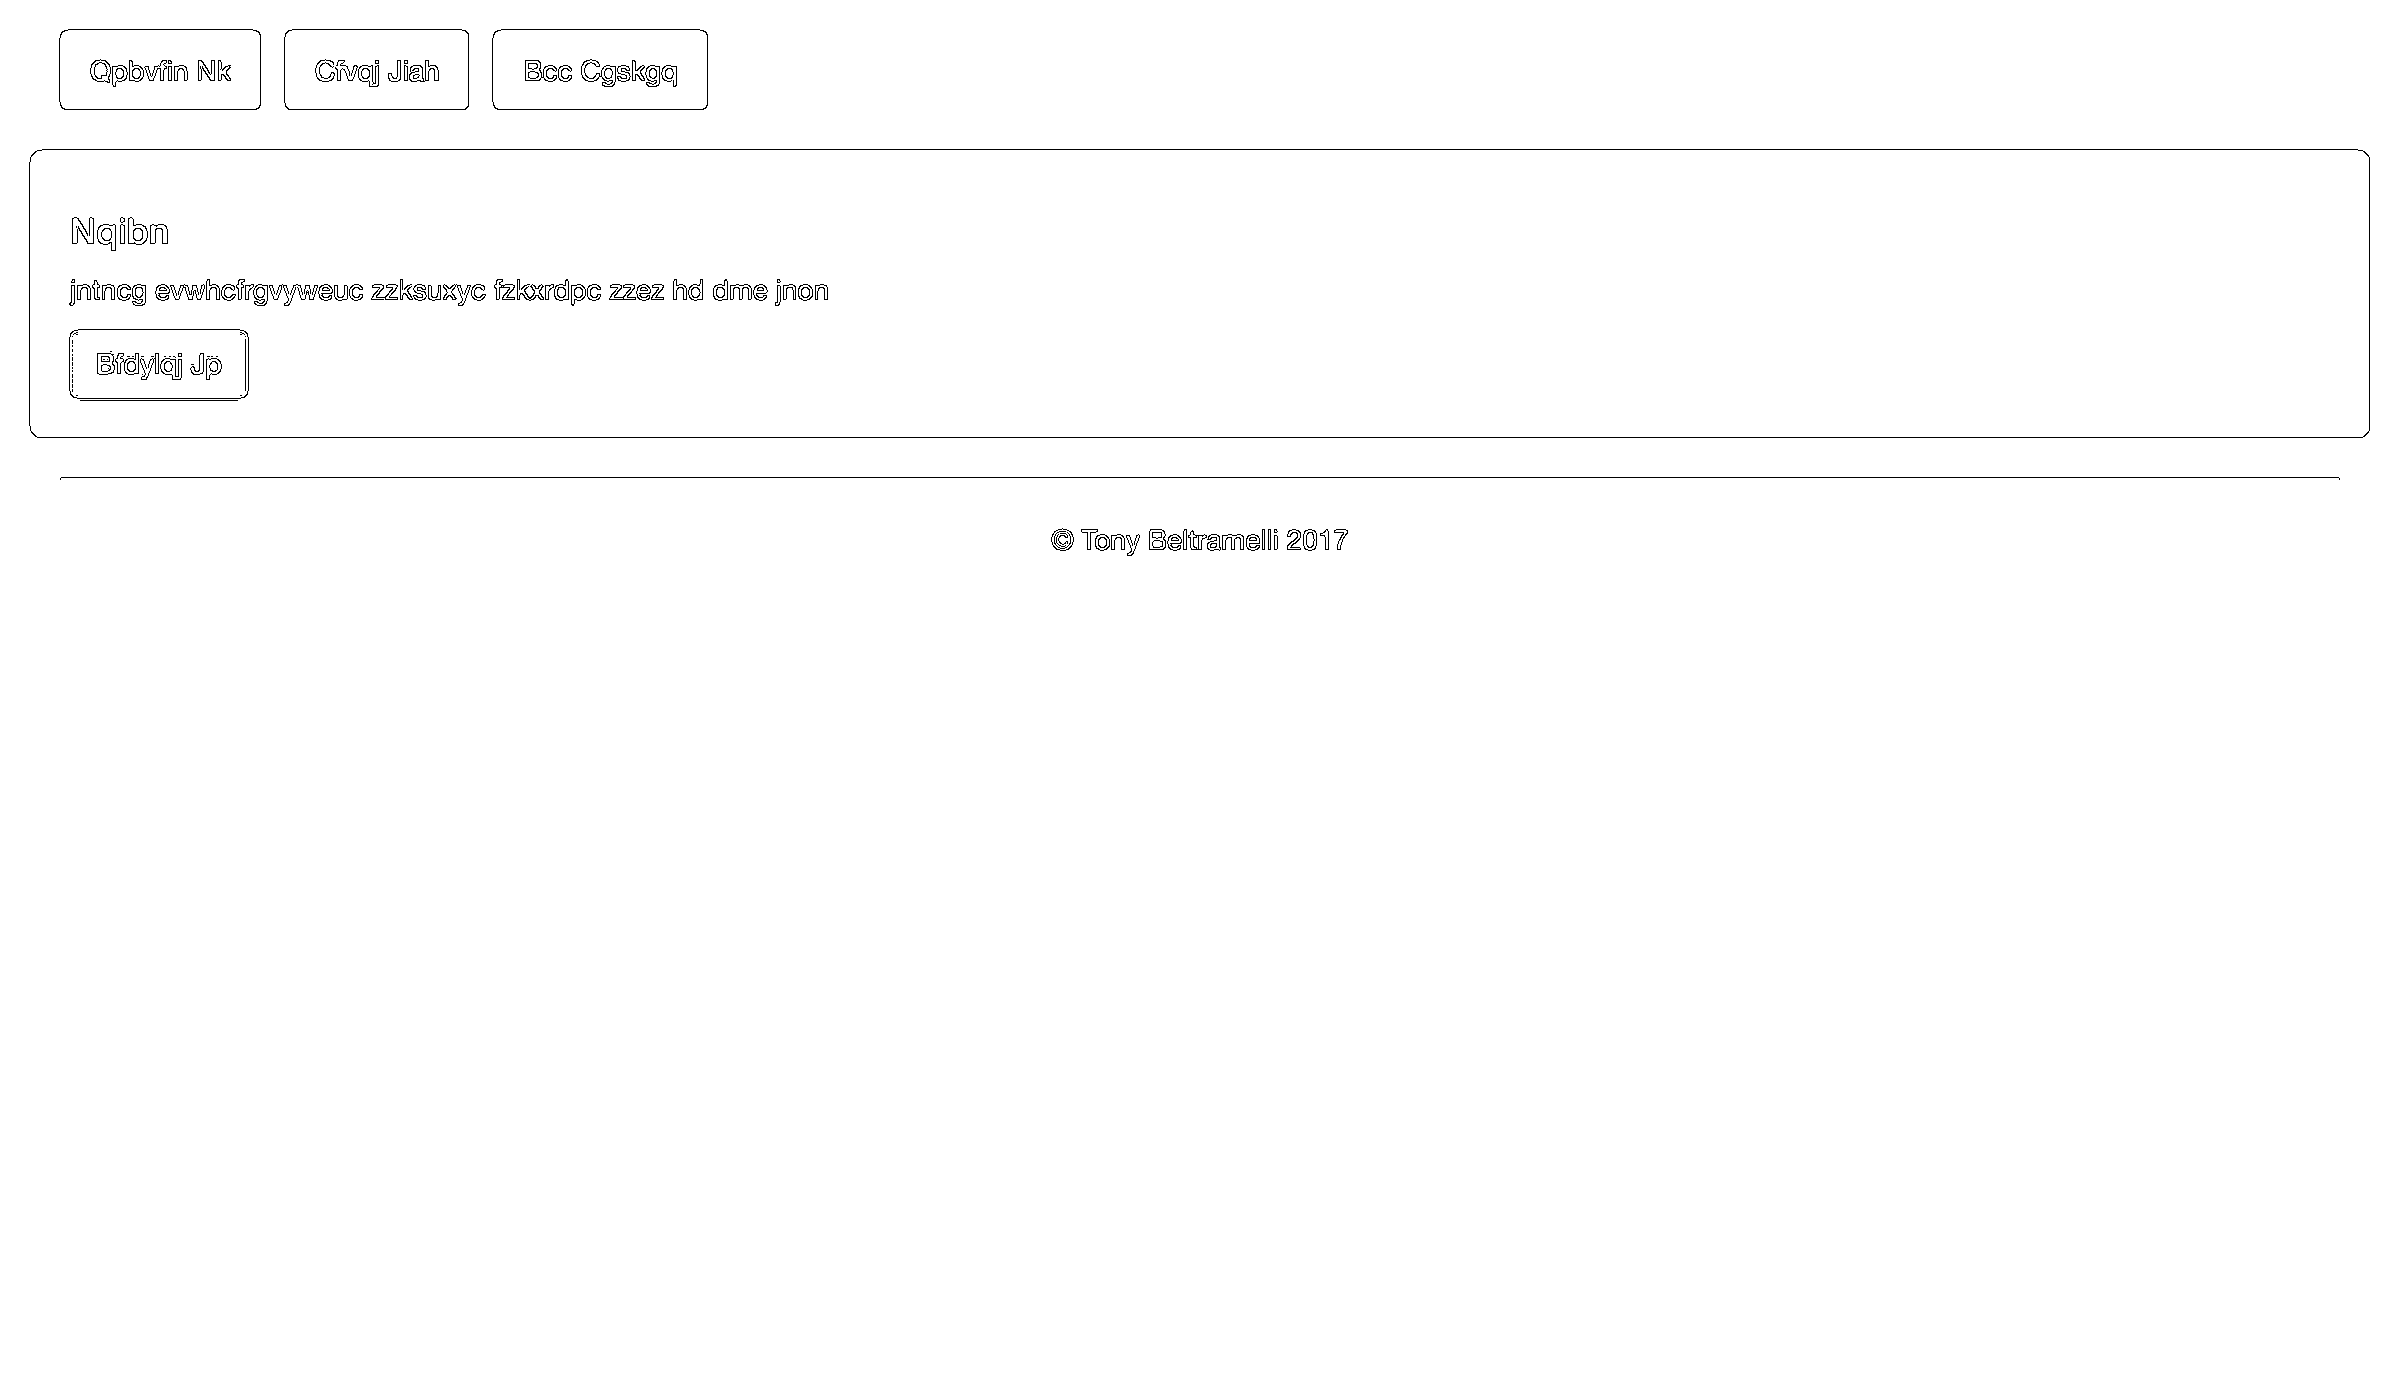 Qpbvfin Nk Cfvqj Jiah Bcc Cgskgq
Nqibn
jntncg evwhcfrgvyweuc zzksuxyc fzkxrdpc zzez hd dme jnon
Bfdylqj Jp
© Tony Beltramelli 2017